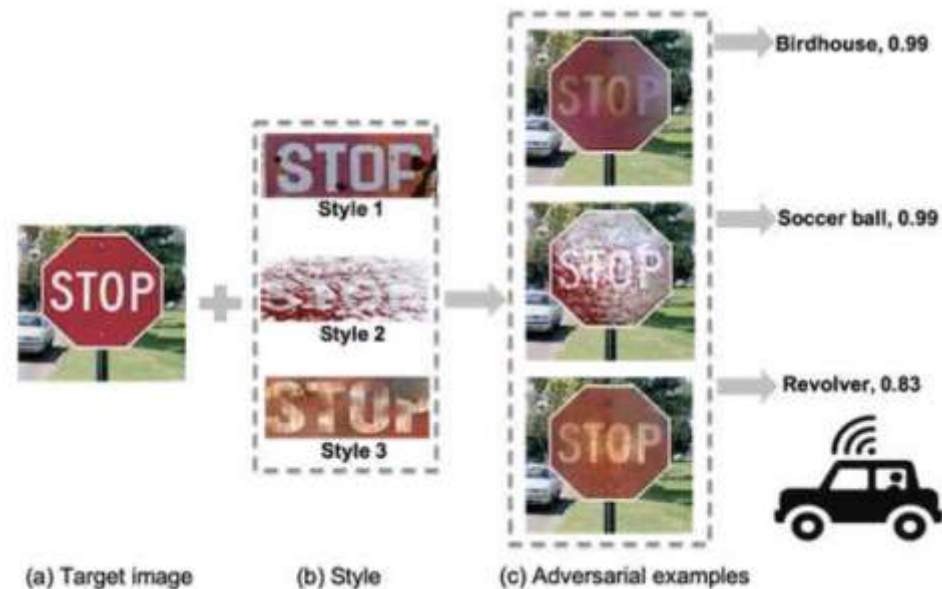 Birdhouse, 0.99
STOP
STOP
Style 1
Soccer ball, 0.99
STOP
STOP
STOP
Style 2
Revolver, 0.83
STOP
STOP
Style 3
(a) Target image
(b) Style
(c) Adversarial examples